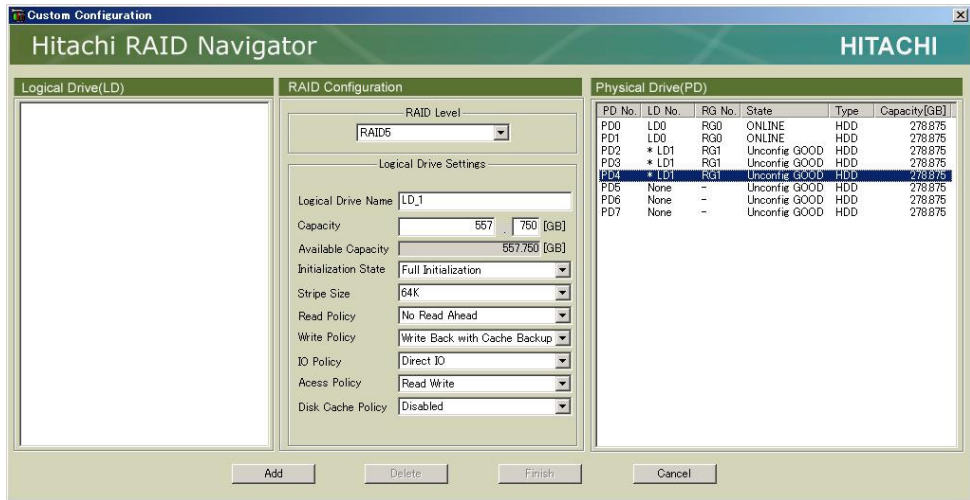 Custom Configuration
Hitachi RAID Navigator
HITACHI
Logical Drive(LD)
RAID Configuration
RAID Level
RAID5
Logical Drive Settings
Logical Drive Name LD_1
Capacity 557 . 750 [GB]
Available Capacity 557.750 [GB]
Initialization State Full Initialization
Stripe Size 64K
Read Policy No Read Ahead
Write Policy Write Back with Cache Backup
IO Policy Direct IO
Acess Policy Read Write
Disk Cache Policy Disabled
Physical Drive(PD)
PD No. LD No. RG No. State Type Capacity[GB]
PD0 LD0 RG0 ONLINE HDD 278.875
PD1 LD0 RG0 ONLINE HDD 278.875
PD2 * LD1 RG1 Unconfig GOOD HDD 278.875
PD3 * LD1 RG1 Unconfig GOOD HDD 278.875
PD4 * LD1 RG1 Unconfig GOOD HDD 278.875
PD5 None - Unconfig GOOD HDD 278.875
PD6 None - Unconfig GOOD HDD 278.875
PD7 None - Unconfig GOOD HDD 278.875
Add Delete Finish Cancel